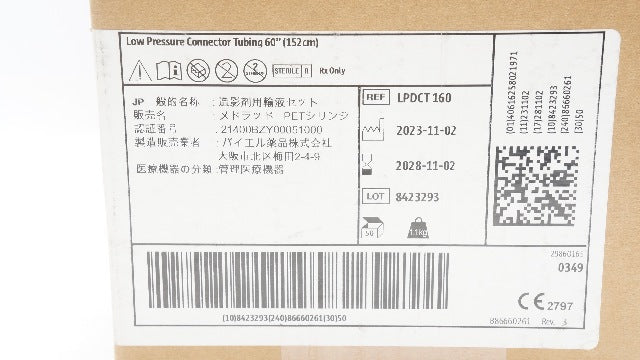 Low Pressure Connector Tubing 60" (152cm)
STERILE R Rx Only
JP 一般的名称 : 造影剤用輸液セット
販売名 : メドラッド PETシリンジ
認証番号 : 21400BZY00051000
製造販売業者 : バイエル薬品株式会社
大阪市北区梅田2-4-9
医療機器の分類 : 管理医療機器
REF LPDCT 160
2023-11-02
2028-11-02
LOT 8423293
50
1.1kg
(01)40616258021971
(11)231102
(17)281102
(10)8423293
(240)86660261
(30)50
(10)8423293(240)86660261(30)50
29860165
0349
CE 2797
B86660261 Rev. 3